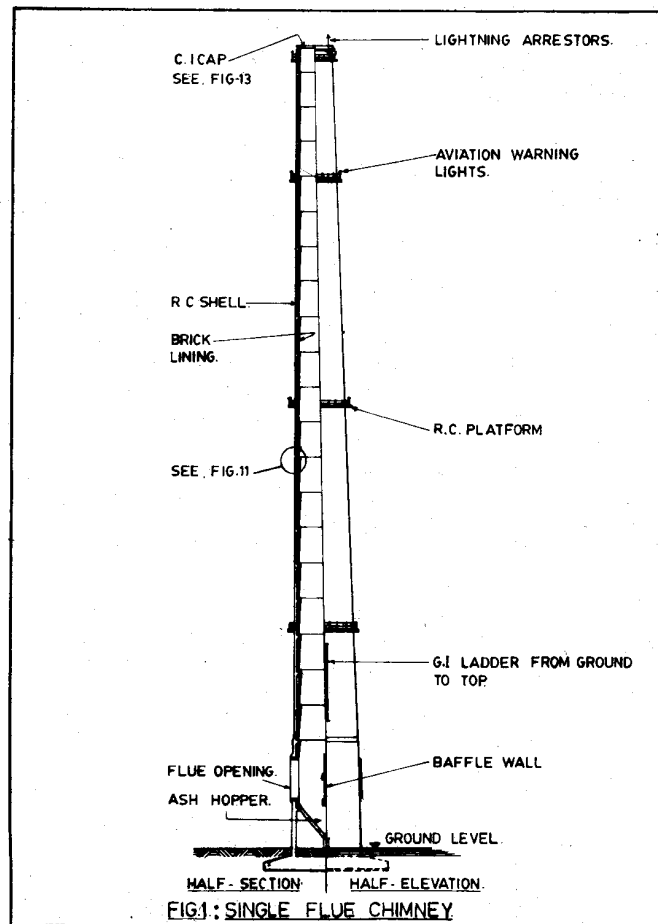 LIGHTNING ARRESTORS.
C.I CAP
SEE. FIG-13
AVIATION WARNING
LIGHTS.
R C SHELL.
BRICK
LINING.
R.C. PLATFORM
SEE. FIG.11
G.I LADDER FROM GROUND
TO TOP.
FLUE OPENING.
BAFFLE WALL
ASH HOPPER.
GROUND LEVEL.
HALF-SECTION.
HALF-ELEVATION.
FIG.1: SINGLE FLUE CHIMNEY